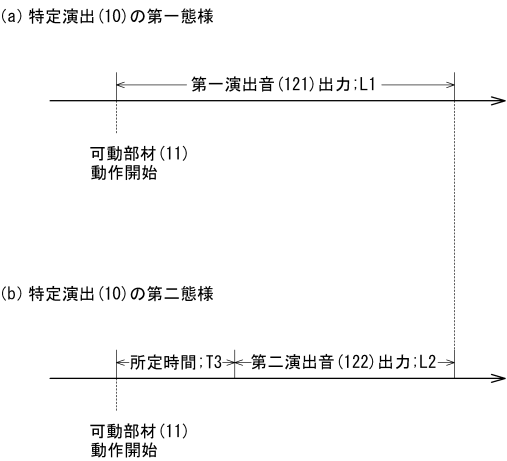 (a) 特定演出(10)の第一態様
第一演出音(121)出力;L1
可動部材(11)
動作開始
(b) 特定演出(10)の第二態様
所定時間;T3
第二演出音(122)出力;L2
可動部材(11)
動作開始